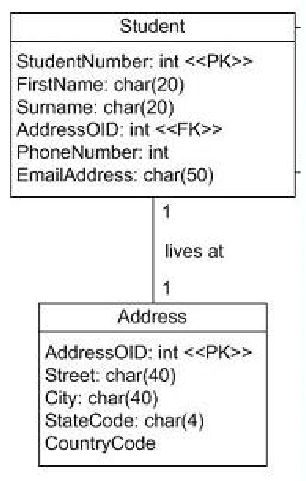 Student
StudentNumber: int <<PK>>
FirstName: char(20)
Surname: char(20)
AddressOID: int <<FK>>
PhoneNumber: int
EmailAddress: char(50)
1
lives at
1
Address
AddressOID: int <<PK>>
Street: char(40)
City: char(40)
StateCode: char(4)
CountryCode